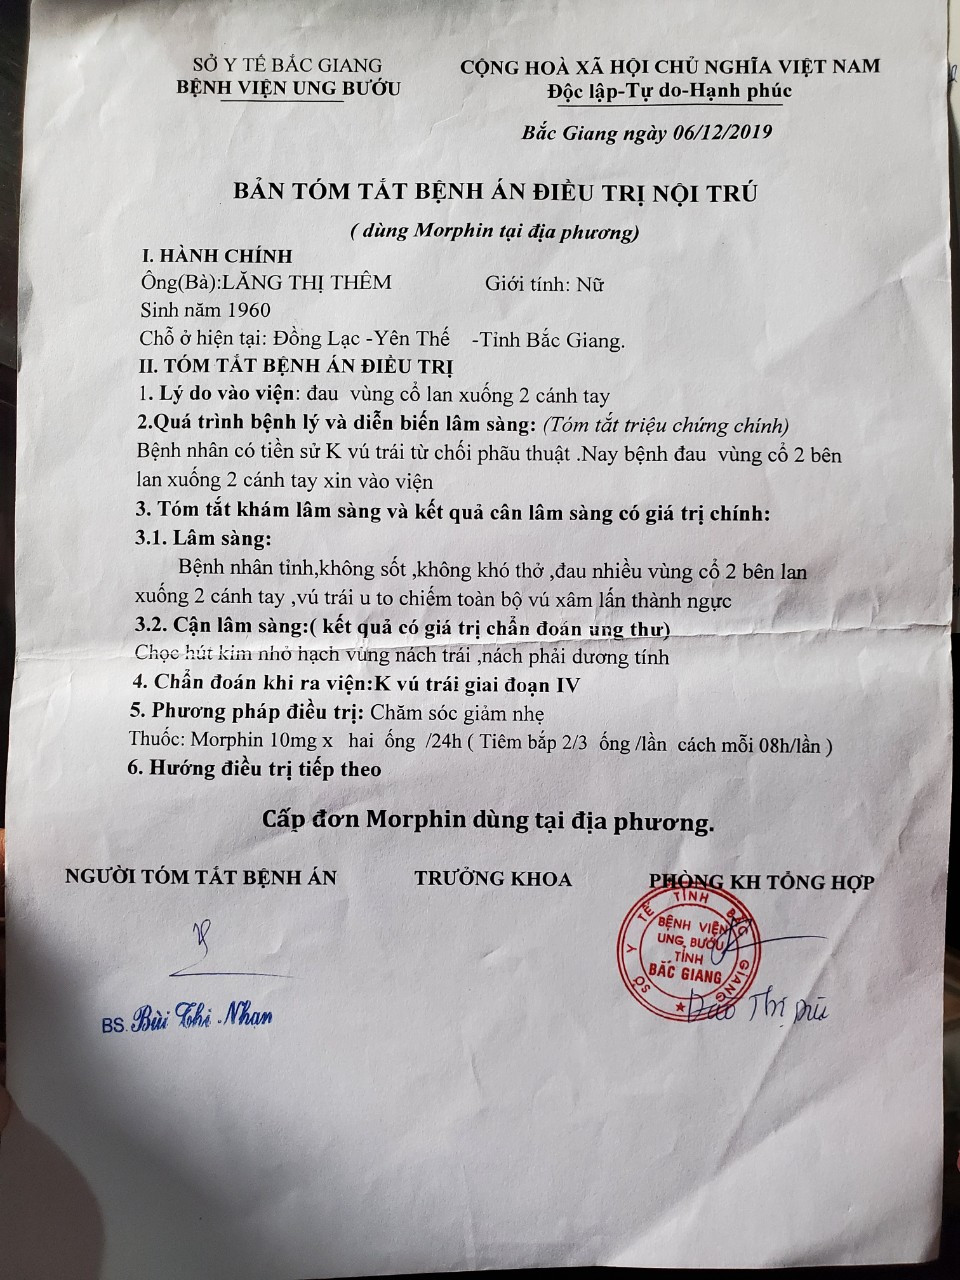 SỞ Y TẾ BẮC GIANG
BỆNH VIỆN UNG BƯỚU
CỘNG HOÀ XÃ HỘI CHỦ NGHĨA VIỆT NAM
Độc lập-Tự do-Hạnh phúc
Bắc Giang ngày 06/12/2019
BẢN TÓM TẮT BỆNH ÁN ĐIỀU TRỊ NỘI TRÚ
( dùng Morphin tại địa phương)
I. HÀNH CHÍNH
Ông(Bà):LĂNG THỊ THÊM Giới tính: Nữ
Sinh năm 1960
Chỗ ở hiện tại: Đồng Lạc -Yên Thế -Tỉnh Bắc Giang.
II. TÓM TẮT BỆNH ÁN ĐIỀU TRỊ
1. Lý do vào viện: đau vùng cổ lan xuống 2 cánh tay
2.Quá trình bệnh lý và diễn biến lâm sàng: (Tóm tắt triệu chứng chính)
Bệnh nhân có tiền sử K vú trái từ chối phãu thuật .Nay bệnh đau vùng cổ 2 bên
lan xuống 2 cánh tay xin vào viện
3. Tóm tắt khám lâm sàng và kết quả cân lâm sàng có giá trị chính:
3.1. Lâm sàng:
Bệnh nhân tỉnh,không sốt ,không khó thở ,đau nhiều vùng cổ 2 bên lan
xuống 2 cánh tay ,vú trái u to chiếm toàn bộ vú xâm lấn thành ngực
3.2. Cận lâm sàng:( kết quả có giá trị chẩn đoán ung thư)
Chọc hút kim nhỏ hạch vùng nách trái ,nách phải dương tính
4. Chẩn đoán khi ra viện:K vú trái giai đoạn IV
5. Phương pháp điều trị: Chăm sóc giảm nhẹ
Thuốc: Morphin 10mg x hai ống /24h ( Tiêm bắp 2/3 ống /lần cách mỗi 08h/lần )
6. Hướng điều trị tiếp theo
Cấp đơn Morphin dùng tại địa phương.
NGƯỜI TÓM TẮT BỆNH ÁN TRƯỞNG KHOA PHÒNG KH TỔNG HỢP
SỞ Y TẾ TỈNH BẮC GIANG
BỆNH VIỆN
UNG BƯỚU
TỈNH
BẮC GIANG
BS. Bùi Thị Nhan
Đào Thị Dịu